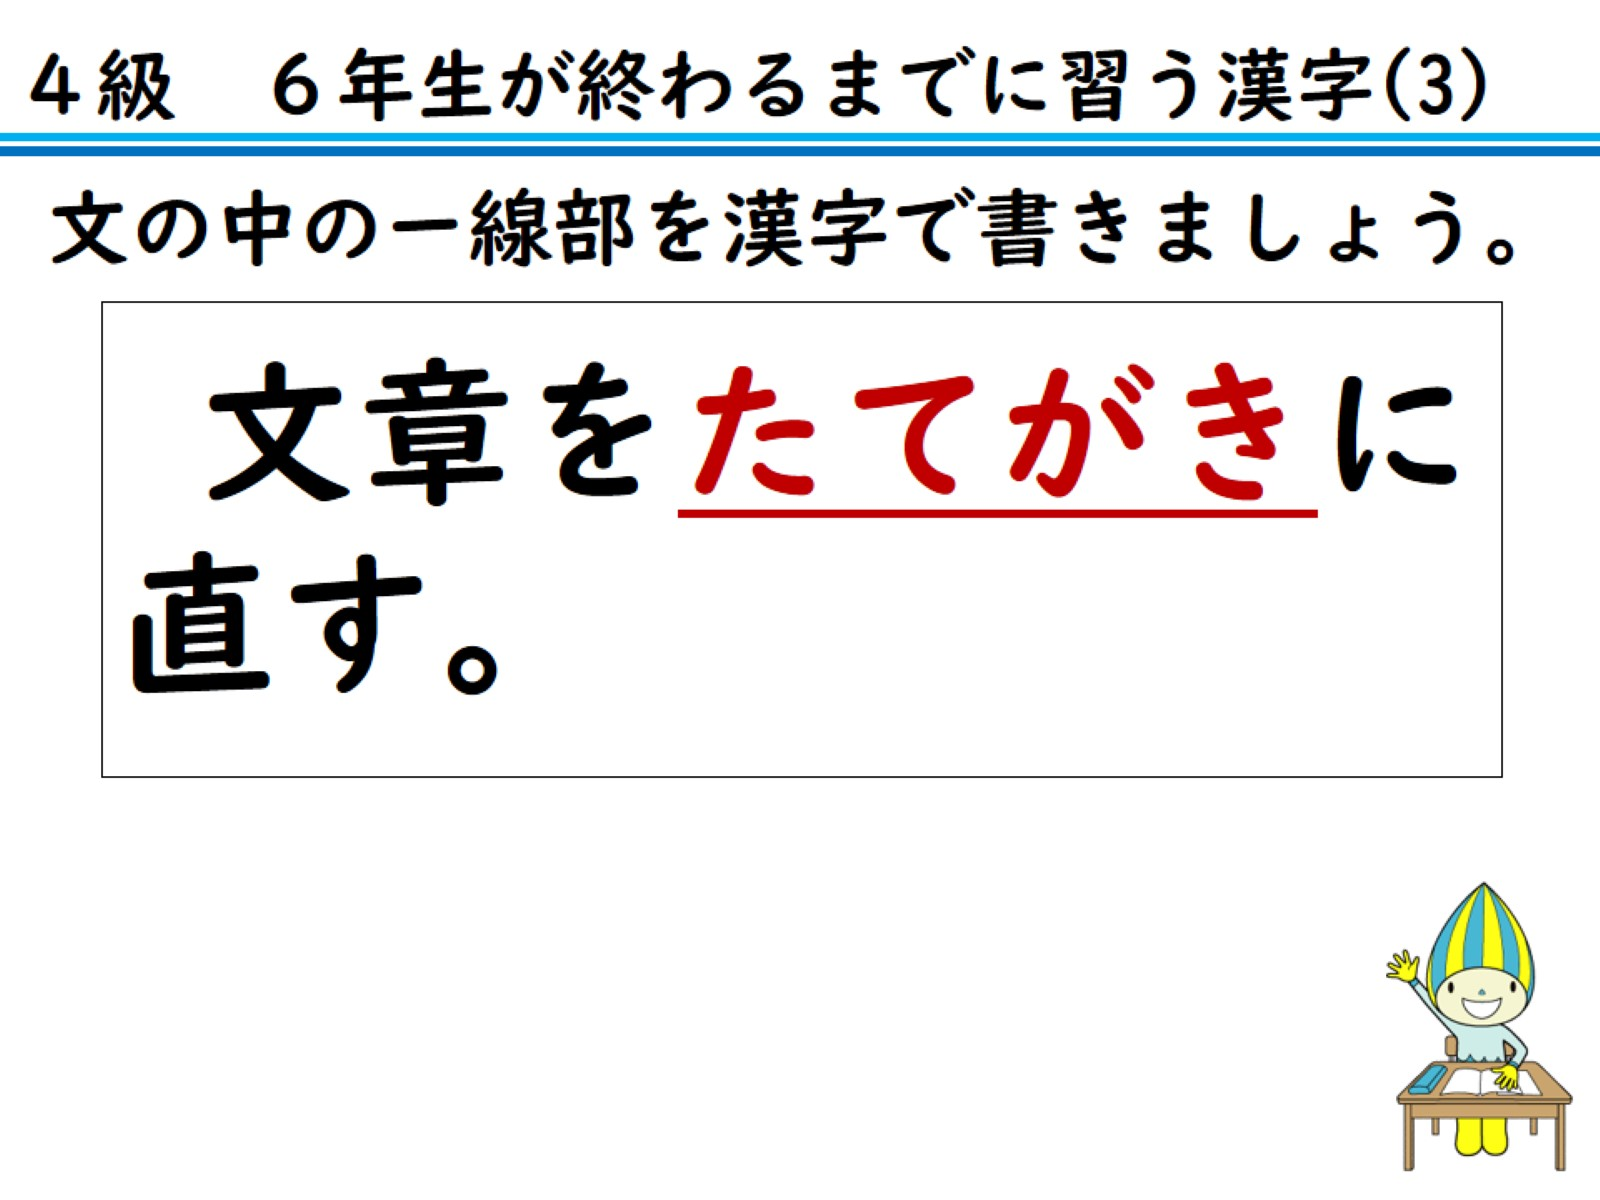 ４級　６年生が終わるまでに習う漢字(3)
文の中の－線部を漢字で書きましょう。
文章をたてがきに
直す。